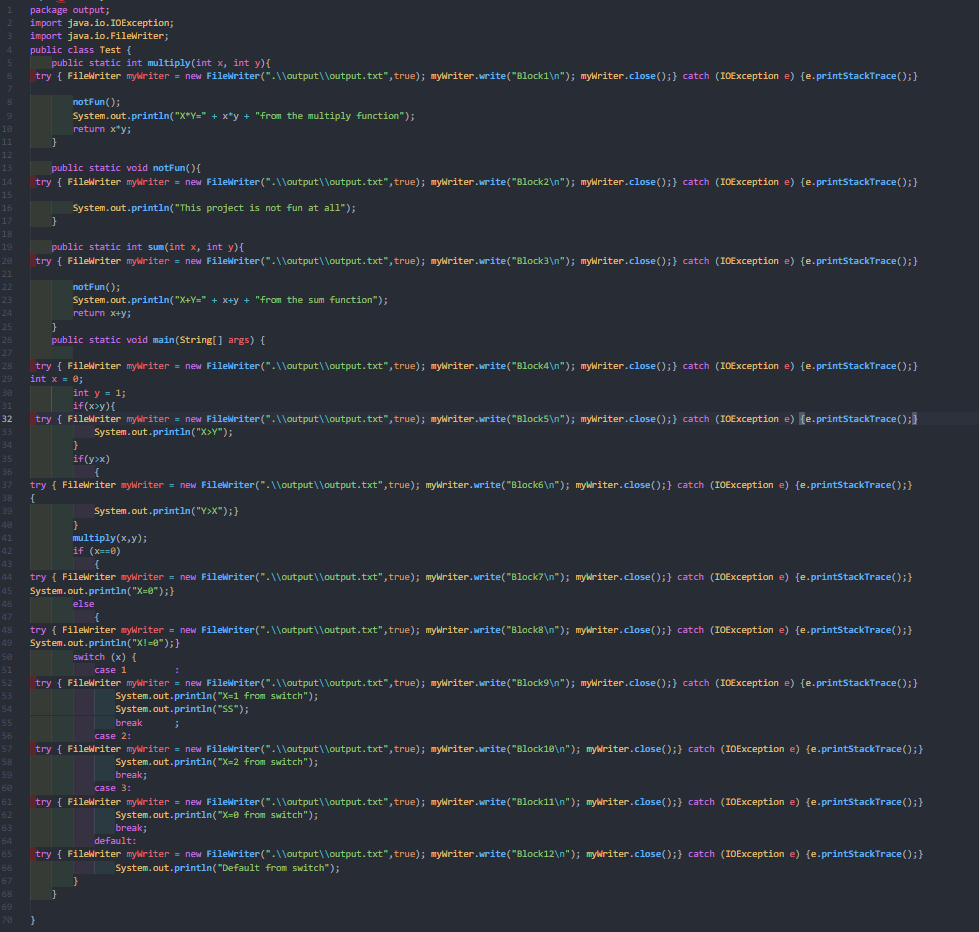 1 package output;
2 import java.io.IOException;
3 import java.io.FileWriter;
4 public class Test {
5     public static int multiply(int x, int y){
6  try { FileWriter myWriter = new FileWriter(".\\output\\output.txt",true); myWriter.write("Block1\n"); myWriter.close();} catch (IOException e) {e.printStackTrace();}
7
8         notFun();
9         System.out.println("X*Y=" + x*y + "from the multiply function");
10         return x*y;
11     }
12
13     public static void notFun(){
14  try { FileWriter myWriter = new FileWriter(".\\output\\output.txt",true); myWriter.write("Block2\n"); myWriter.close();} catch (IOException e) {e.printStackTrace();}
15
16         System.out.println("This project is not fun at all");
17     }
18
19     public static int sum(int x, int y){
20  try { FileWriter myWriter = new FileWriter(".\\output\\output.txt",true); myWriter.write("Block3\n"); myWriter.close();} catch (IOException e) {e.printStackTrace();}
21
22         notFun();
23         System.out.println("X+Y=" + x+y + "from the sum function");
24         return x+y;
25     }
26     public static void main(String[] args) {
27
28  try { FileWriter myWriter = new FileWriter(".\\output\\output.txt",true); myWriter.write("Block4\n"); myWriter.close();} catch (IOException e) {e.printStackTrace();}
29 int x = 0;
30         int y = 1;
31         if(x>y){
32  try { FileWriter myWriter = new FileWriter(".\\output\\output.txt",true); myWriter.write("Block5\n"); myWriter.close();} catch (IOException e) {e.printStackTrace();}
33             System.out.println("X>Y");
34         }
35         if(y>x)
36             {
37 try { FileWriter myWriter = new FileWriter(".\\output\\output.txt",true); myWriter.write("Block6\n"); myWriter.close();} catch (IOException e) {e.printStackTrace();}
38 {
39             System.out.println("Y>X");}
40         }
41         multiply(x,y);
42         if (x==0)
43             {
44 try { FileWriter myWriter = new FileWriter(".\\output\\output.txt",true); myWriter.write("Block7\n"); myWriter.close();} catch (IOException e) {e.printStackTrace();}
45 System.out.println("X=0");}
46         else
47             {
48 try { FileWriter myWriter = new FileWriter(".\\output\\output.txt",true); myWriter.write("Block8\n"); myWriter.close();} catch (IOException e) {e.printStackTrace();}
49 System.out.println("X!=0");}
50         switch (x) {
51             case 1         :
52  try { FileWriter myWriter = new FileWriter(".\\output\\output.txt",true); myWriter.write("Block9\n"); myWriter.close();} catch (IOException e) {e.printStackTrace();}
53                 System.out.println("X=1 from switch");
54                 System.out.println("SS");
55                 break      ;
56             case 2:
57  try { FileWriter myWriter = new FileWriter(".\\output\\output.txt",true); myWriter.write("Block10\n"); myWriter.close();} catch (IOException e) {e.printStackTrace();}
58                 System.out.println("X=2 from switch");
59                 break;
60             case 3:
61  try { FileWriter myWriter = new FileWriter(".\\output\\output.txt",true); myWriter.write("Block11\n"); myWriter.close();} catch (IOException e) {e.printStackTrace();}
62                 System.out.println("X=0 from switch");
63                 break;
64             default:
65  try { FileWriter myWriter = new FileWriter(".\\output\\output.txt",true); myWriter.write("Block12\n"); myWriter.close();} catch (IOException e) {e.printStackTrace();}
66                 System.out.println("Default from switch");
67         }
68     }
69
70 }